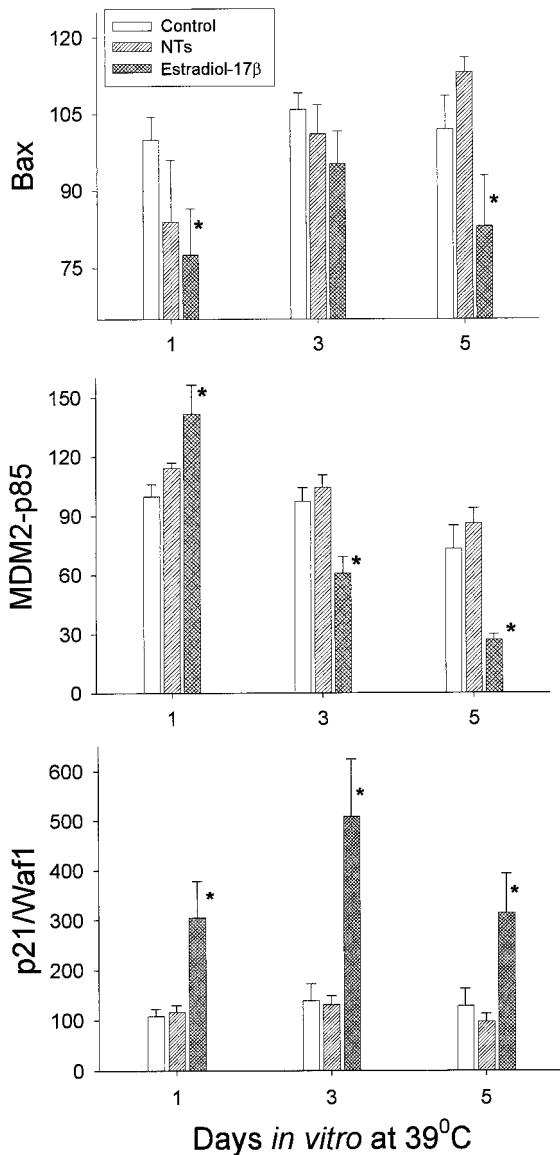 Control
NTs
Estradiol-17β
120
105
90
75
Bax
*
*
1 3 5
150
120
90
60
30
0
MDM2-p85
*
*
*
1 3 5
600
500
400
300
200
100
0
p21/Waf1
*
*
*
1 3 5
Days in vitro at 39⁰C